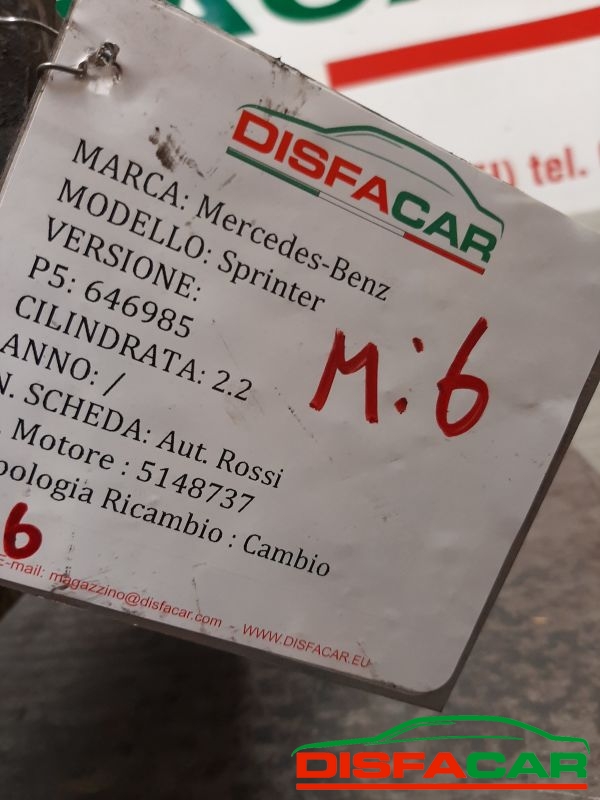 DISFACAR
tel.
MARCA: Mercedes-Benz
MODELLO: Sprinter
VERSIONE:
P5: 646985
CILINDRATA: 2.2
M:6
ANNO: /
N. SCHEDA: Aut. Rossi
. Motore : 5148737
Ricambio : Cambio
6
E-mail: magazzino@disfacar.com - WWW.DISFACAR.EU
DISFACAR